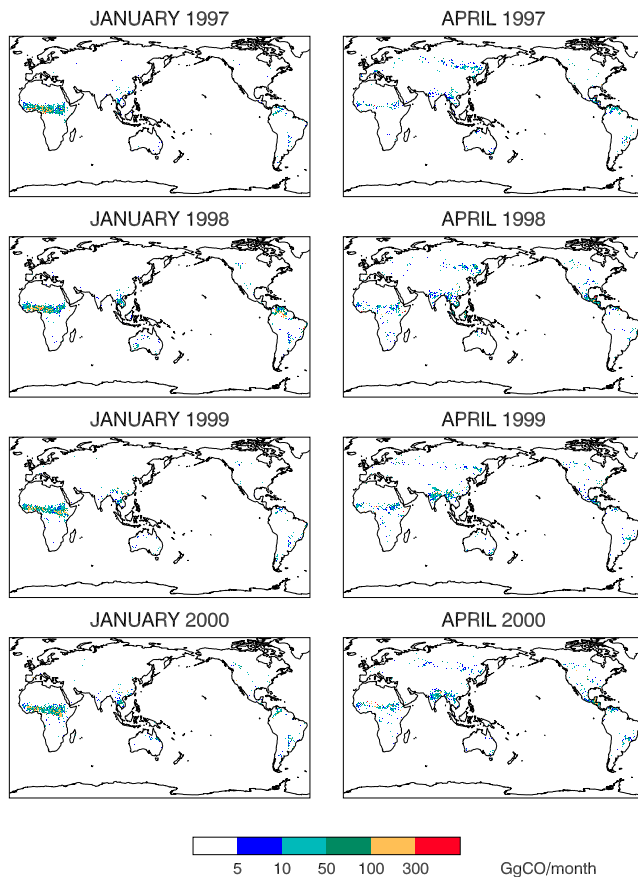 JANUARY 1997
APRIL 1997
JANUARY 1998
APRIL 1998
JANUARY 1999
APRIL 1999
JANUARY 2000
APRIL 2000
5 10 50 100 300 GgCO/month